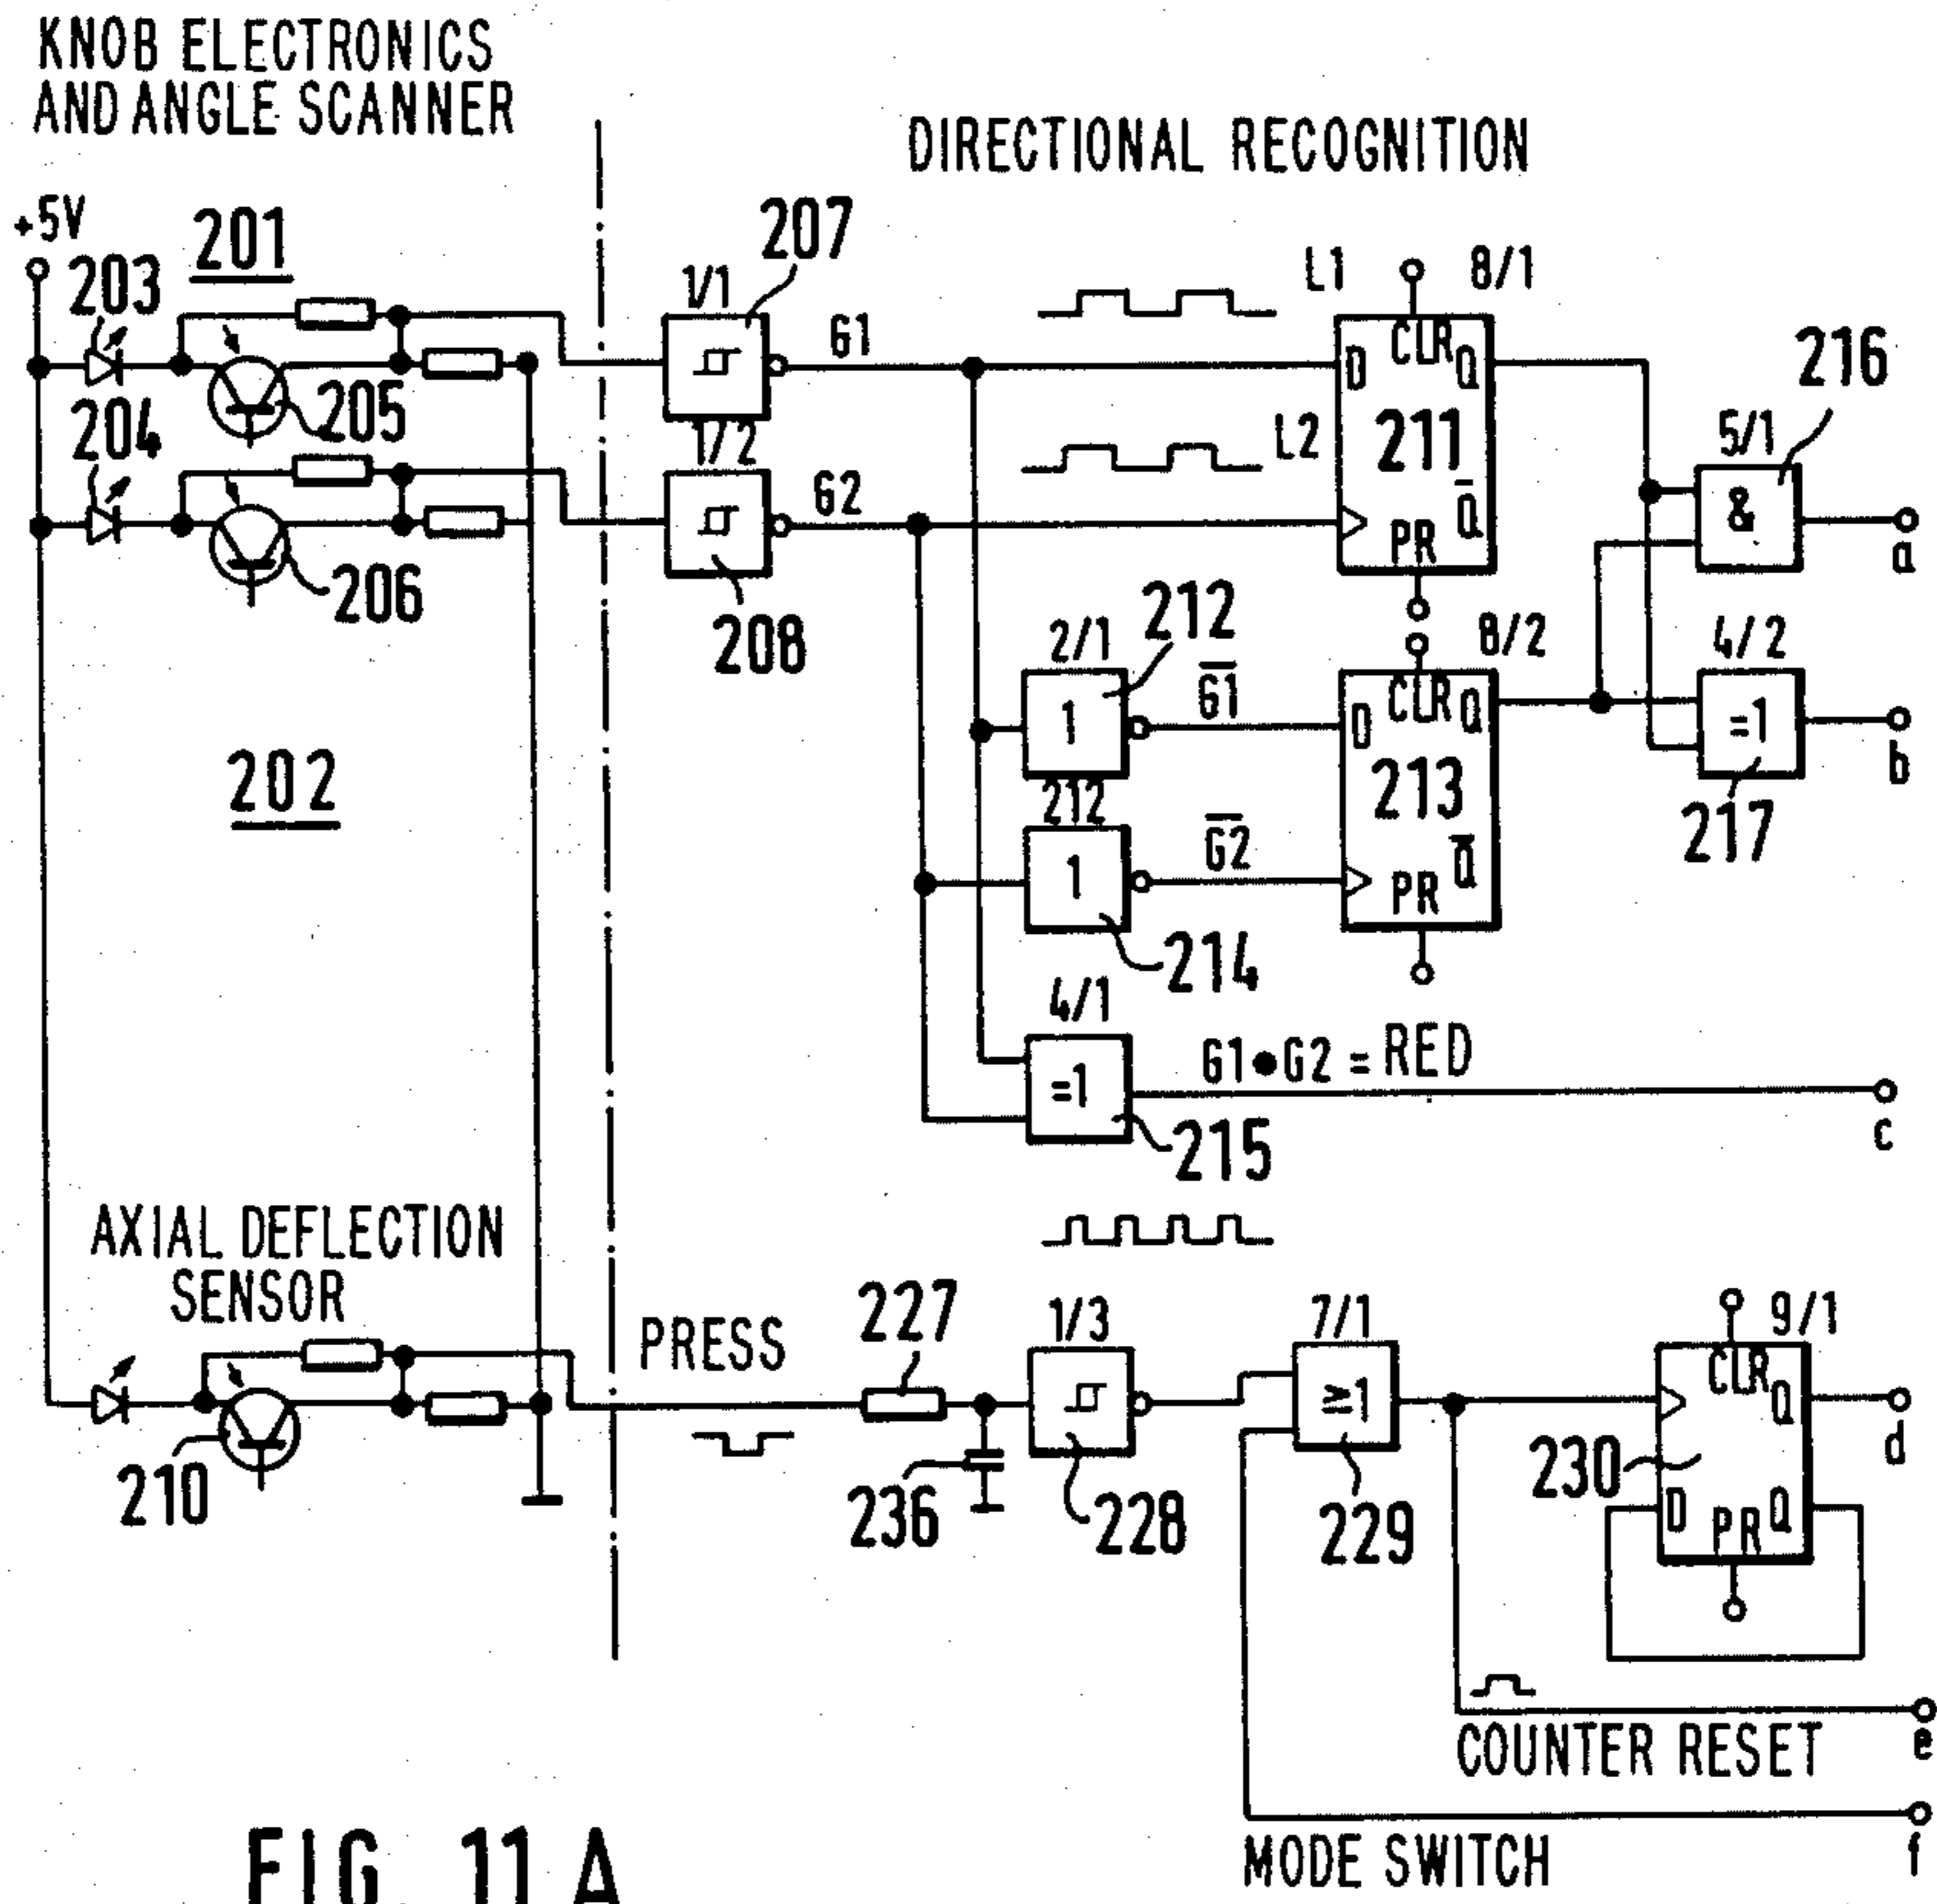 KNOB ELECTRONICS
AND ANGLE SCANNER
DIRECTIONAL RECOGNITION
+5V
201
203
204
205
206
202
207
1/1
G1
1/2
G2
208
L1
8/1
D
CLR
Q
211
L2
PR
Q̅
216
5/1
&
a
2/1
212
1
G̅1̅
212
1
G̅2̅
214
8/2
D
CLR
Q
213
PR
Q̅
4/2
=1
b
217
4/1
=1
G1•G2 = RED
215
c
AXIAL DEFLECTION
SENSOR
210
PRESS
227
236
1/3
228
7/1
≥1
229
9/1
CLR
Q
230
D
PR
Q
d
COUNTER RESET
e
MODE SWITCH
f
FIG. 11 A